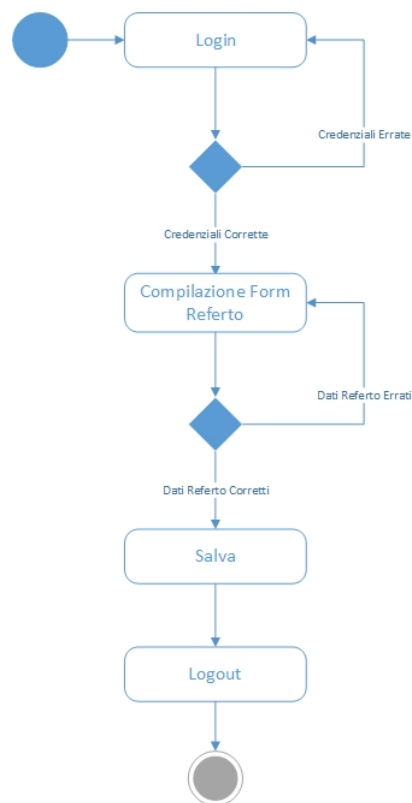 Login
Credenziali Errate
Credenziali Corrette
Compilazione Form
Referto
Dati Referto Errati
Dati Referto Corretti
Salva
Logout